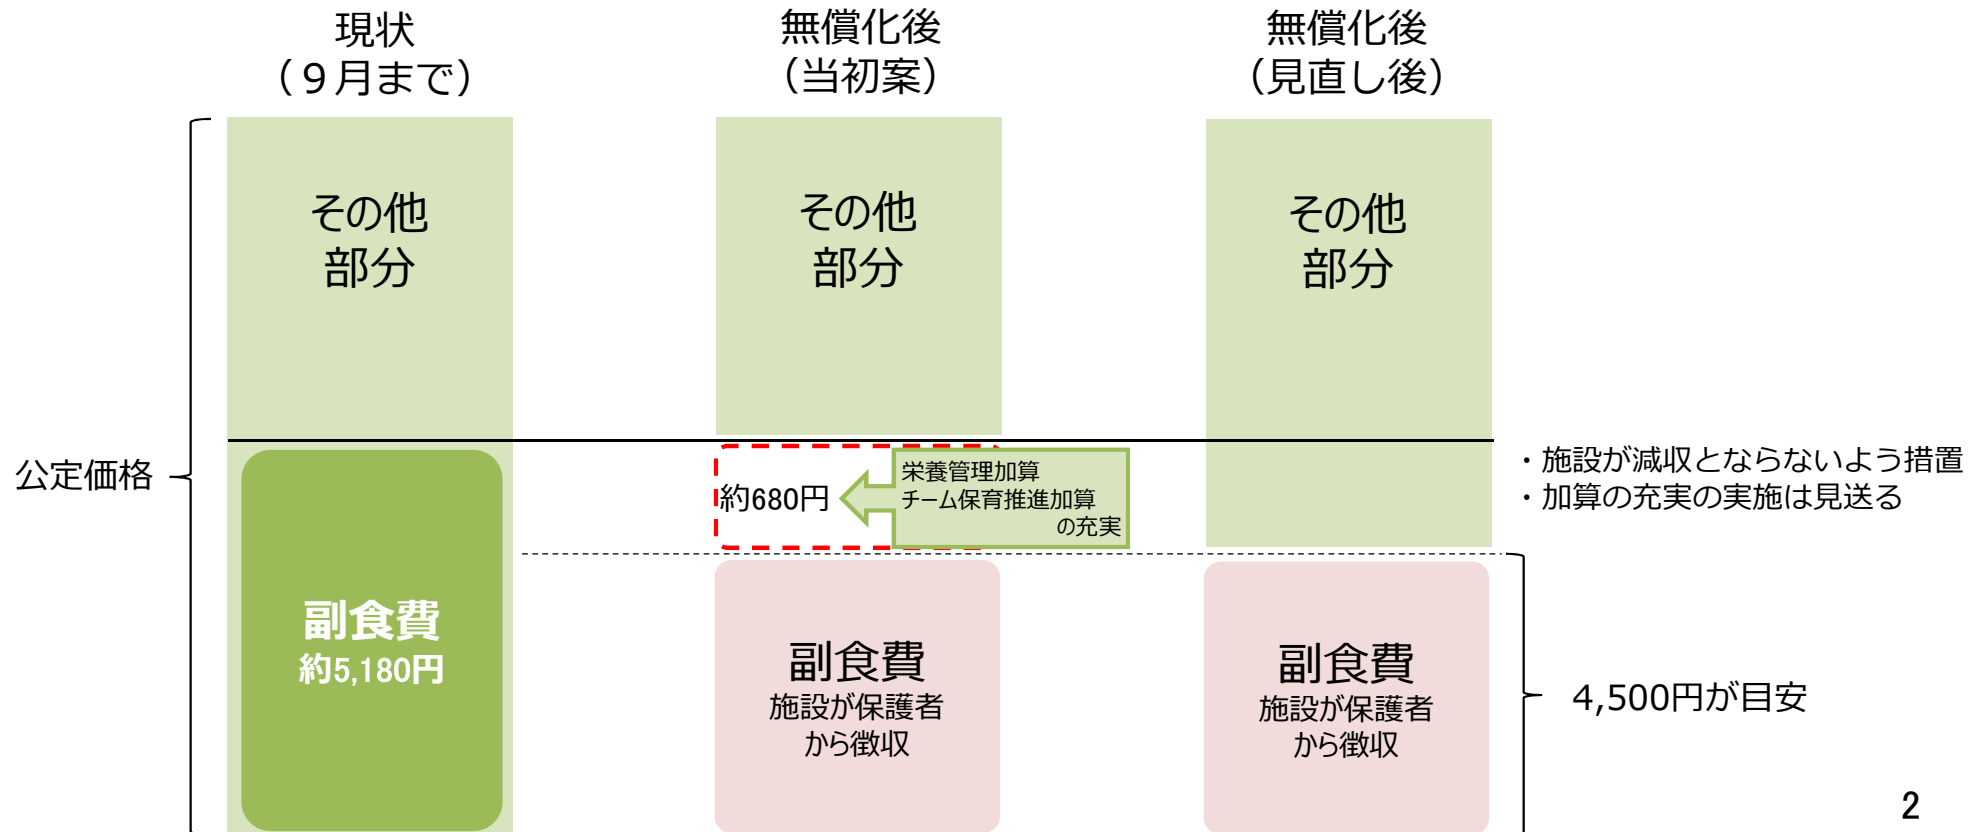 現状
（９月まで）
無償化後
（当初案）
無償化後
（見直し後）
その他
部分
その他
部分
その他
部分
公定価格
約680円
栄養管理加算
チーム保育推進加算
の充実
・施設が減収とならないよう措置
・加算の充実の実施は見送る
副食費
約5,180円
副食費
施設が保護者
から徴収
副食費
施設が保護者
から徴収
4,500円が目安
2